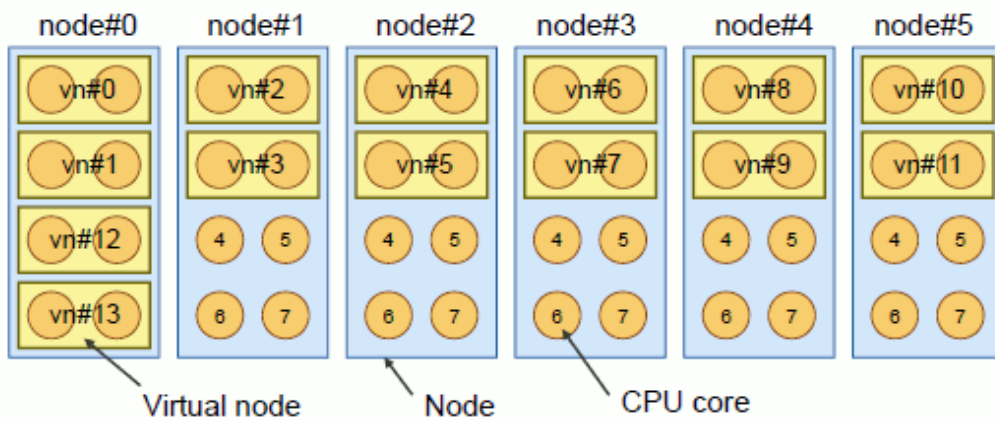 node#0 node#1 node#2 node#3 node#4 node#5
vn#0 vn#2 vn#4 vn#6 vn#8 vn#10
vn#1 vn#3 vn#5 vn#7 vn#9 vn#11
vn#12 4 5 4 5 4 5 4 5 4 5
vn#13 6 7 6 7 6 7 6 7 6 7
Virtual node Node CPU core